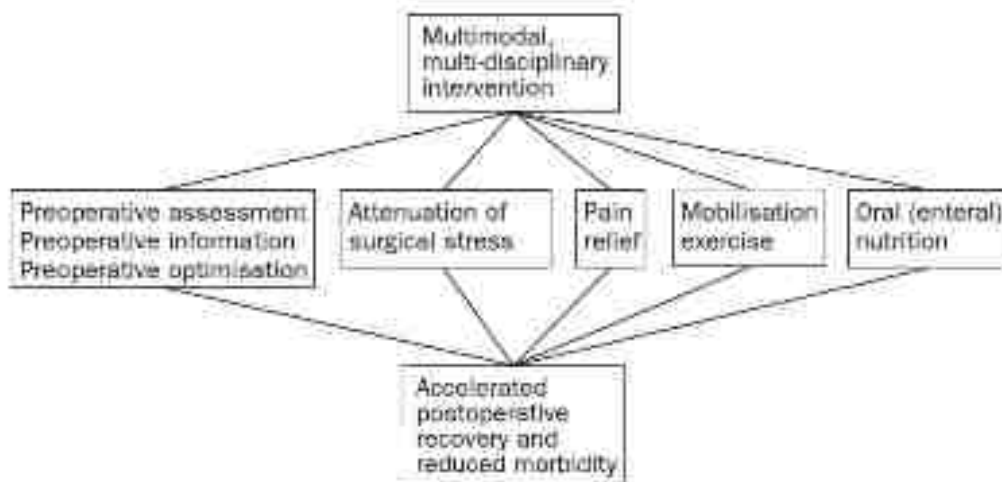 Multimodal,
multi-disciplinary
intervention
Preoperative assessment
Preoperative information
Preoperative optimisation
Attenuation of
surgical stress
Pain
relief
Mobilisation
exercise
Oral (enteral)
nutrition
Accelerated
postoperative
recovery and
reduced morbidity